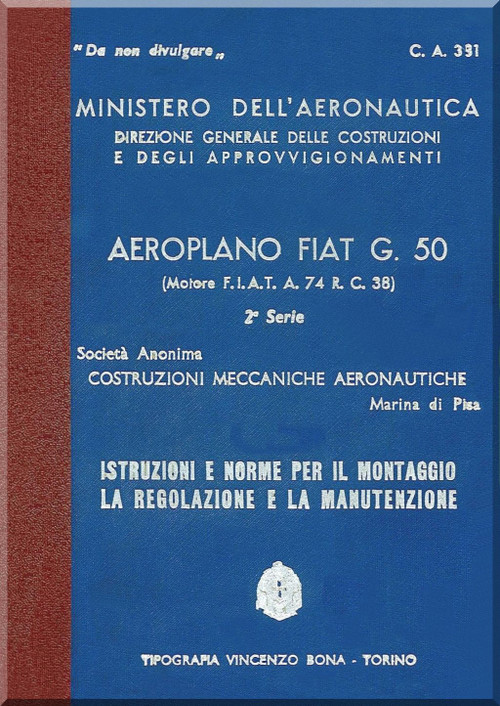 "Da non divulgare„
C. A. 331
MINISTERO DELL'AERONAUTICA
DIREZIONE GENERALE DELLE COSTRUZIONI
E DEGLI APPROVVIGIONAMENTI
AEROPLANO FIAT G. 50
(Motore F.I.A.T. A. 74 R. C. 38)
2ª Serie
Società Anonima
COSTRUZIONI MECCANICHE AERONAUTICHE
Marina di Pisa
ISTRUZIONI E NORME PER IL MONTAGGIO
LA REGOLAZIONE E LA MANUTENZIONE
TIPOGRAFIA VINCENZO BONA - TORINO